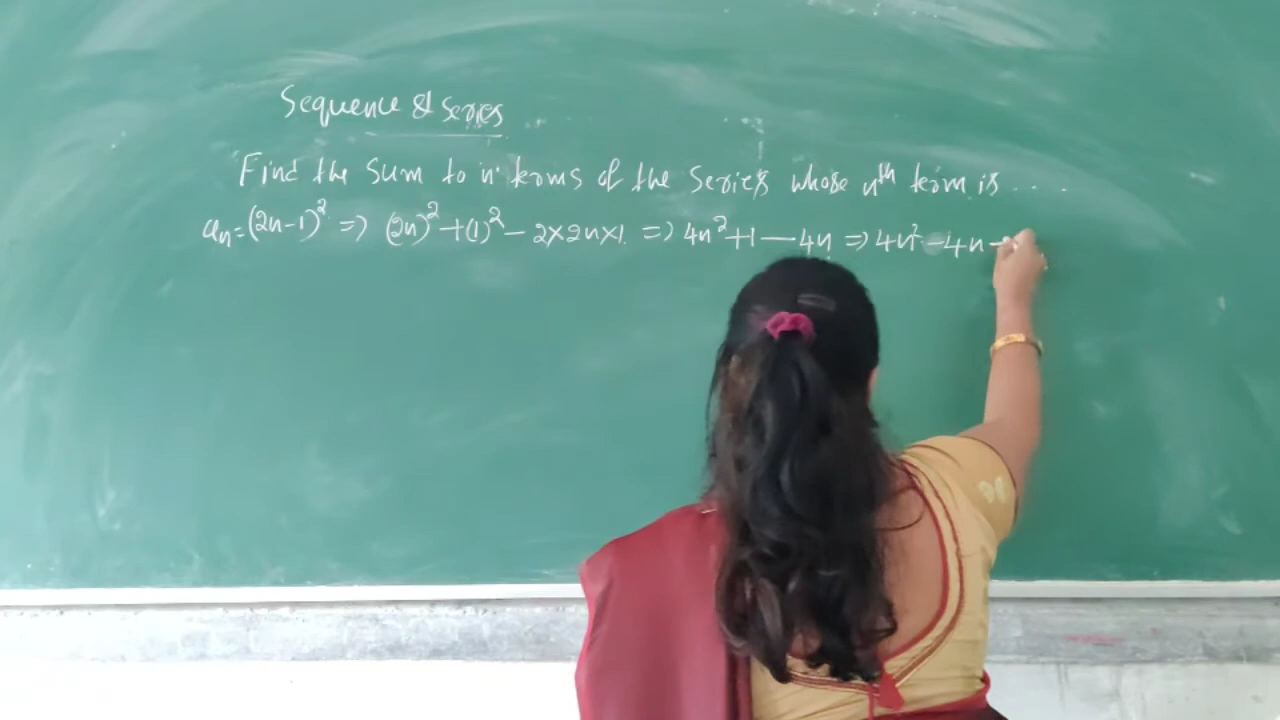 Sequence & Series
Find the sum to n terms of the series whose nth term is ....
aₙ=(2n-1)² => (2n)²+(1)²-2×2n×1 => 4n²+1-4n => 4n²-4n